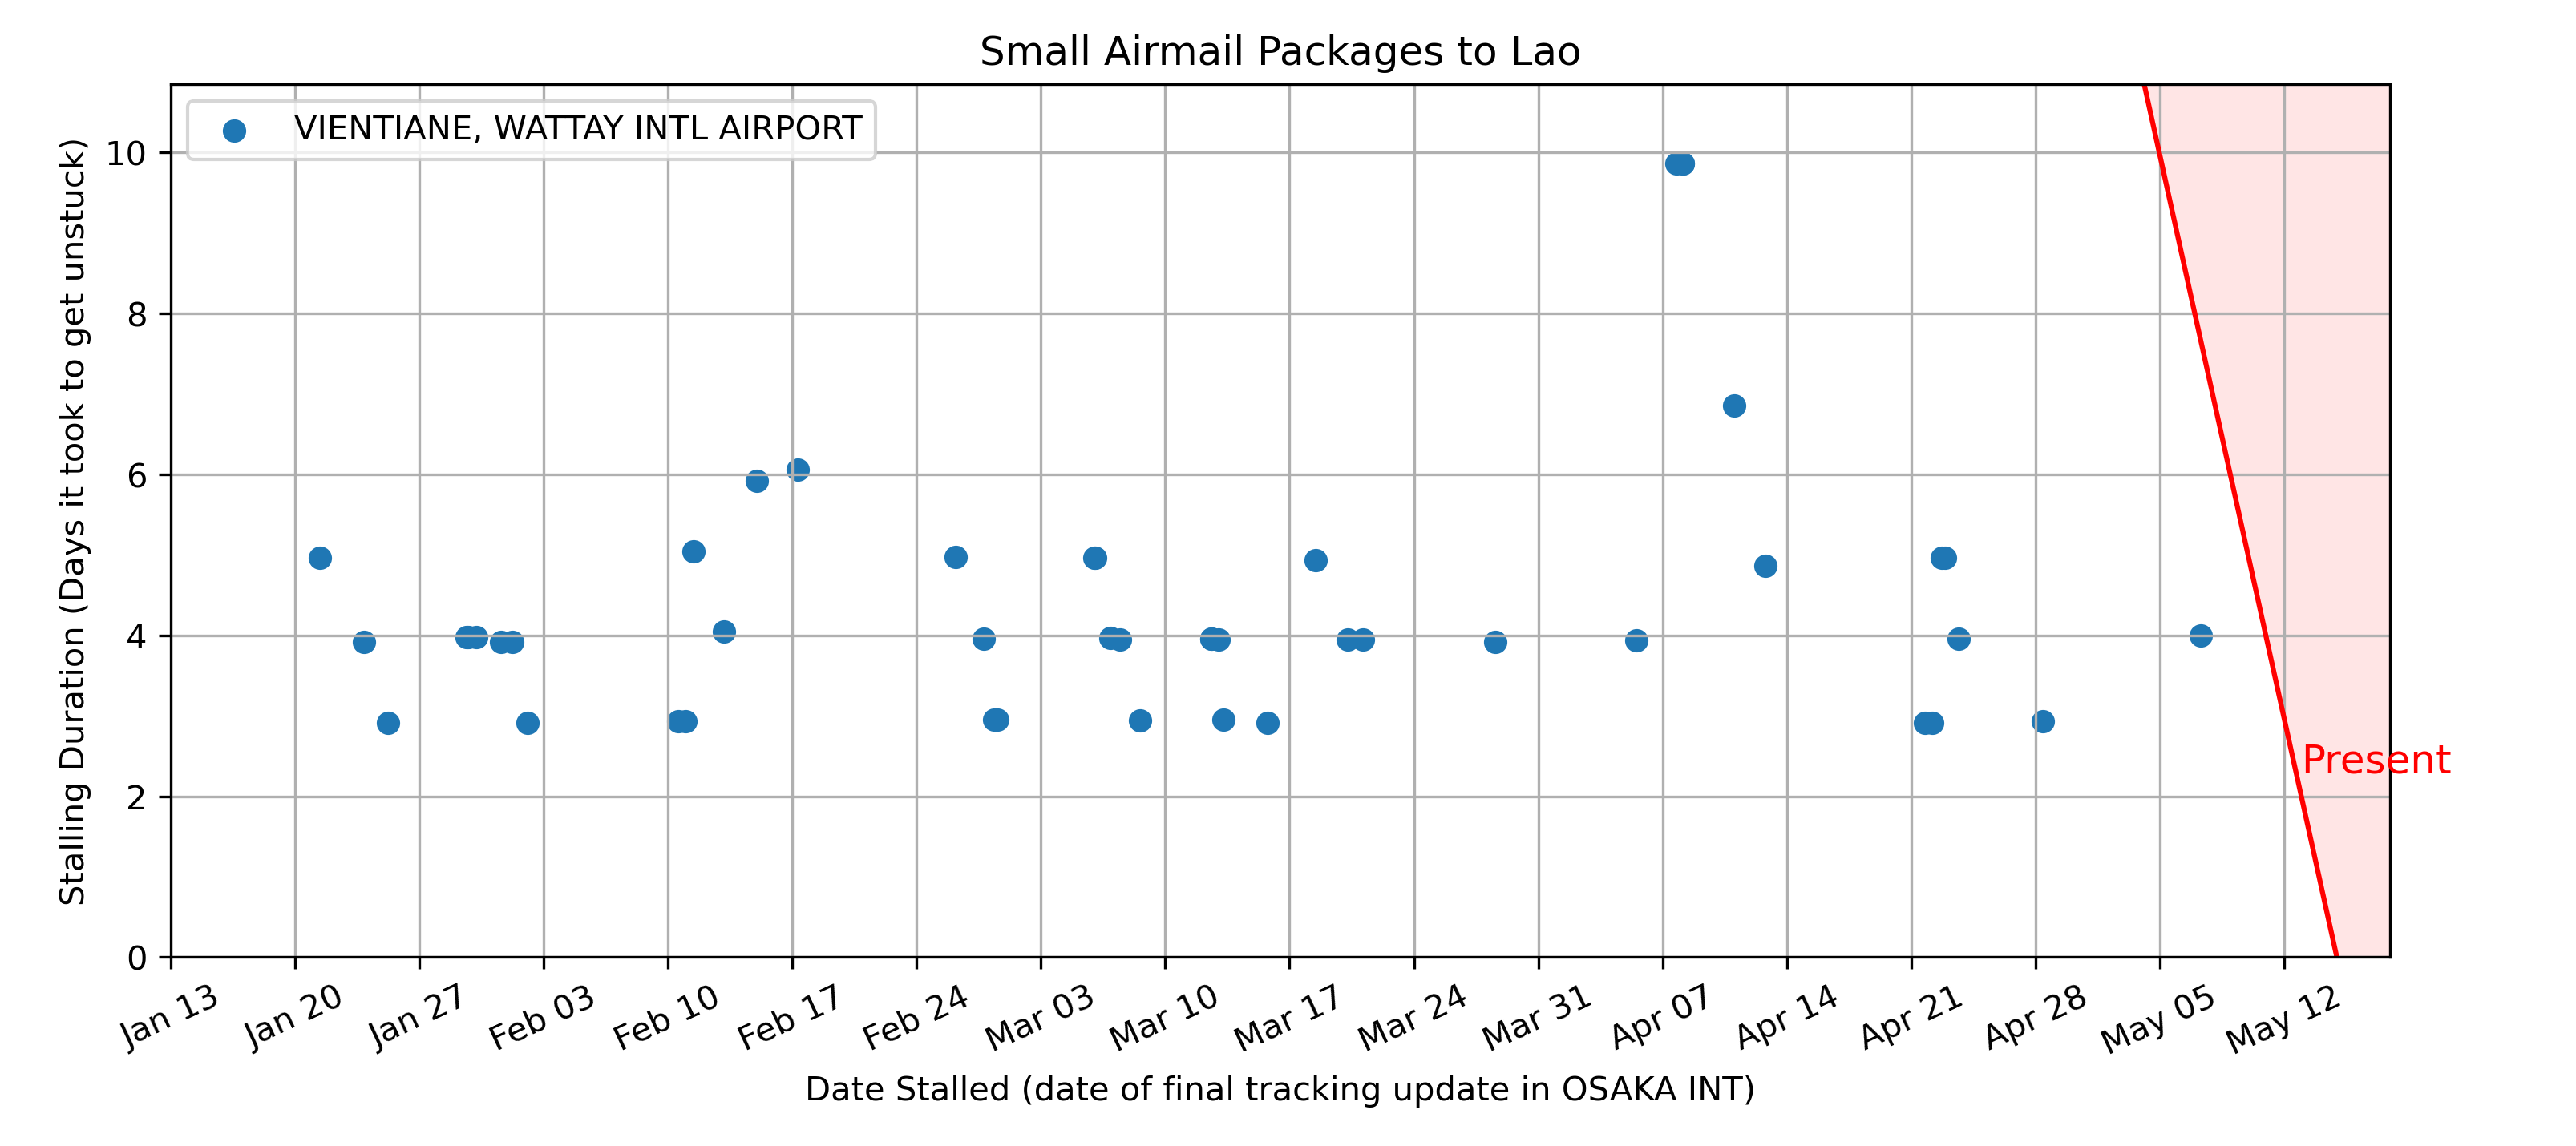 Small Airmail Packages to Lao
VIENTIANE, WATTAY INTL AIRPORT
Stalling Duration (Days it took to get unstuck)
10
8
6
4
2
0
Present
Jan 13
Jan 20
Jan 27
Feb 03
Feb 10
Feb 17
Feb 24
Mar 03
Mar 10
Mar 17
Mar 24
Mar 31
Apr 07
Apr 14
Apr 21
Apr 28
May 05
May 12
Date Stalled (date of final tracking update in OSAKA INT)